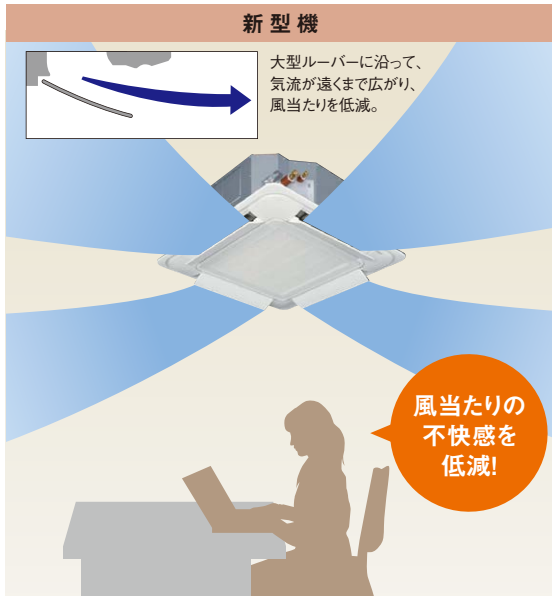 新型機
大型ルーバーに沿って、
気流が遠くまで広がり、
風当たりを低減。
風当たりの
不快感を
低減!